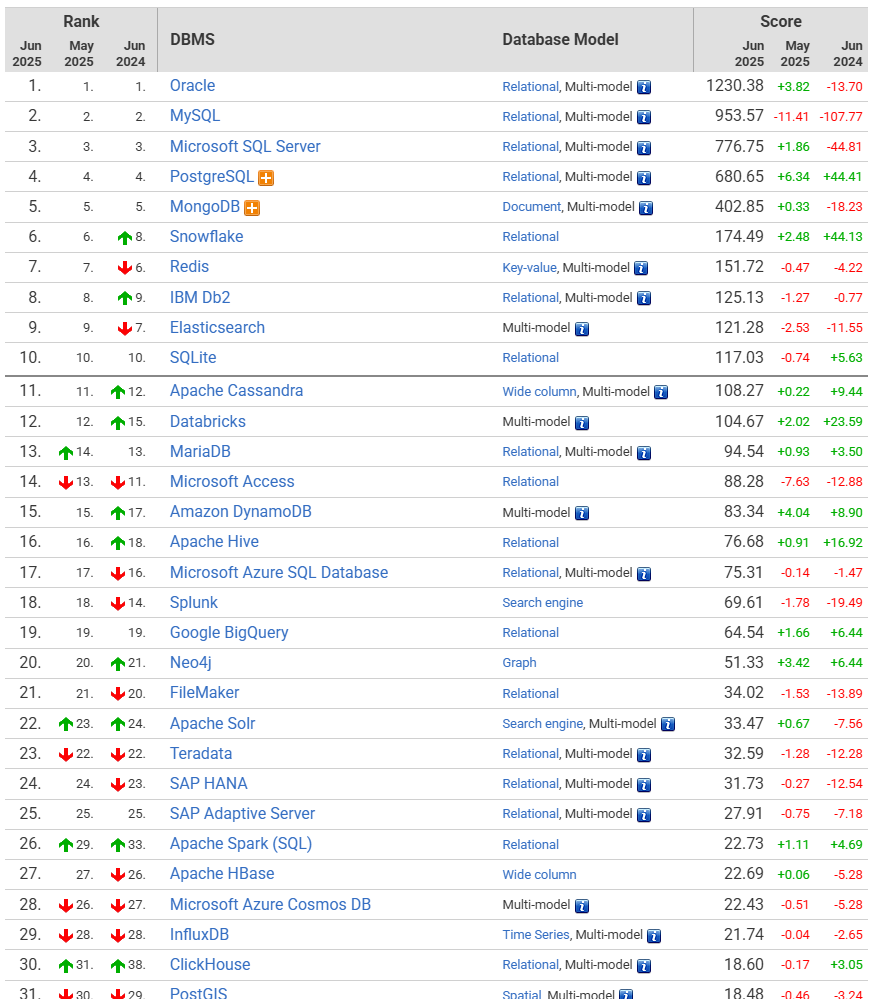 Rank Score
Jun May Jun DBMS Database Model Jun May Jun
2025 2025 2024 2025 2025 2024
1. 1. 1. Oracle Relational, Multi-model i 1230.38 +3.82 -13.70
2. 2. 2. MySQL Relational, Multi-model i 953.57 -11.41 -107.77
3. 3. 3. Microsoft SQL Server Relational, Multi-model i 776.75 +1.86 -44.81
4. 4. 4. PostgreSQL Relational, Multi-model i 680.65 +6.34 +44.41
5. 5. 5. MongoDB Document, Multi-model i 402.85 +0.33 -18.23
6. 6. 8. Snowflake Relational 174.49 +2.48 +44.13
7. 7. 6. Redis Key-value, Multi-model i 151.72 -0.47 -4.22
8. 8. 9. IBM Db2 Relational, Multi-model i 125.13 -1.27 -0.77
9. 9. 7. Elasticsearch Multi-model i 121.28 -2.53 -11.55
10. 10. 10. SQLite Relational 117.03 -0.74 +5.63
11. 11. 12. Apache Cassandra Wide column, Multi-model i 108.27 +0.22 +9.44
12. 12. 15. Databricks Multi-model i 104.67 +2.02 +23.59
13. 14. 13. MariaDB Relational, Multi-model i 94.54 +0.93 +3.50
14. 13. 11. Microsoft Access Relational 88.28 -7.63 -12.88
15. 15. 17. Amazon DynamoDB Multi-model i 83.34 +4.04 +8.90
16. 16. 18. Apache Hive Relational 76.68 +0.91 +16.92
17. 17. 16. Microsoft Azure SQL Database Relational, Multi-model i 75.31 -0.14 -1.47
18. 18. 14. Splunk Search engine 69.61 -1.78 -19.49
19. 19. 19. Google BigQuery Relational 64.54 +1.66 +6.44
20. 20. 21. Neo4j Graph 51.33 +3.42 +6.44
21. 21. 20. FileMaker Relational 34.02 -1.53 -13.89
22. 23. 24. Apache Solr Search engine, Multi-model i 33.47 +0.67 -7.56
23. 22. 22. Teradata Relational, Multi-model i 32.59 -1.28 -12.28
24. 24. 23. SAP HANA Relational, Multi-model i 31.73 -0.27 -12.54
25. 25. 25. SAP Adaptive Server Relational, Multi-model i 27.91 -0.75 -7.18
26. 29. 33. Apache Spark (SQL) Relational 22.73 +1.11 +4.69
27. 27. 26. Apache HBase Wide column 22.69 +0.06 -5.28
28. 26. 27. Microsoft Azure Cosmos DB Multi-model i 22.43 -0.51 -5.28
29. 28. 28. InfluxDB Time Series, Multi-model i 21.74 -0.04 -2.65
30. 31. 38. ClickHouse Relational, Multi-model i 18.60 -0.17 +3.05
31. 30. 29. PostGIS Spatial, Multi-model i 18.48 -0.46 -3.24